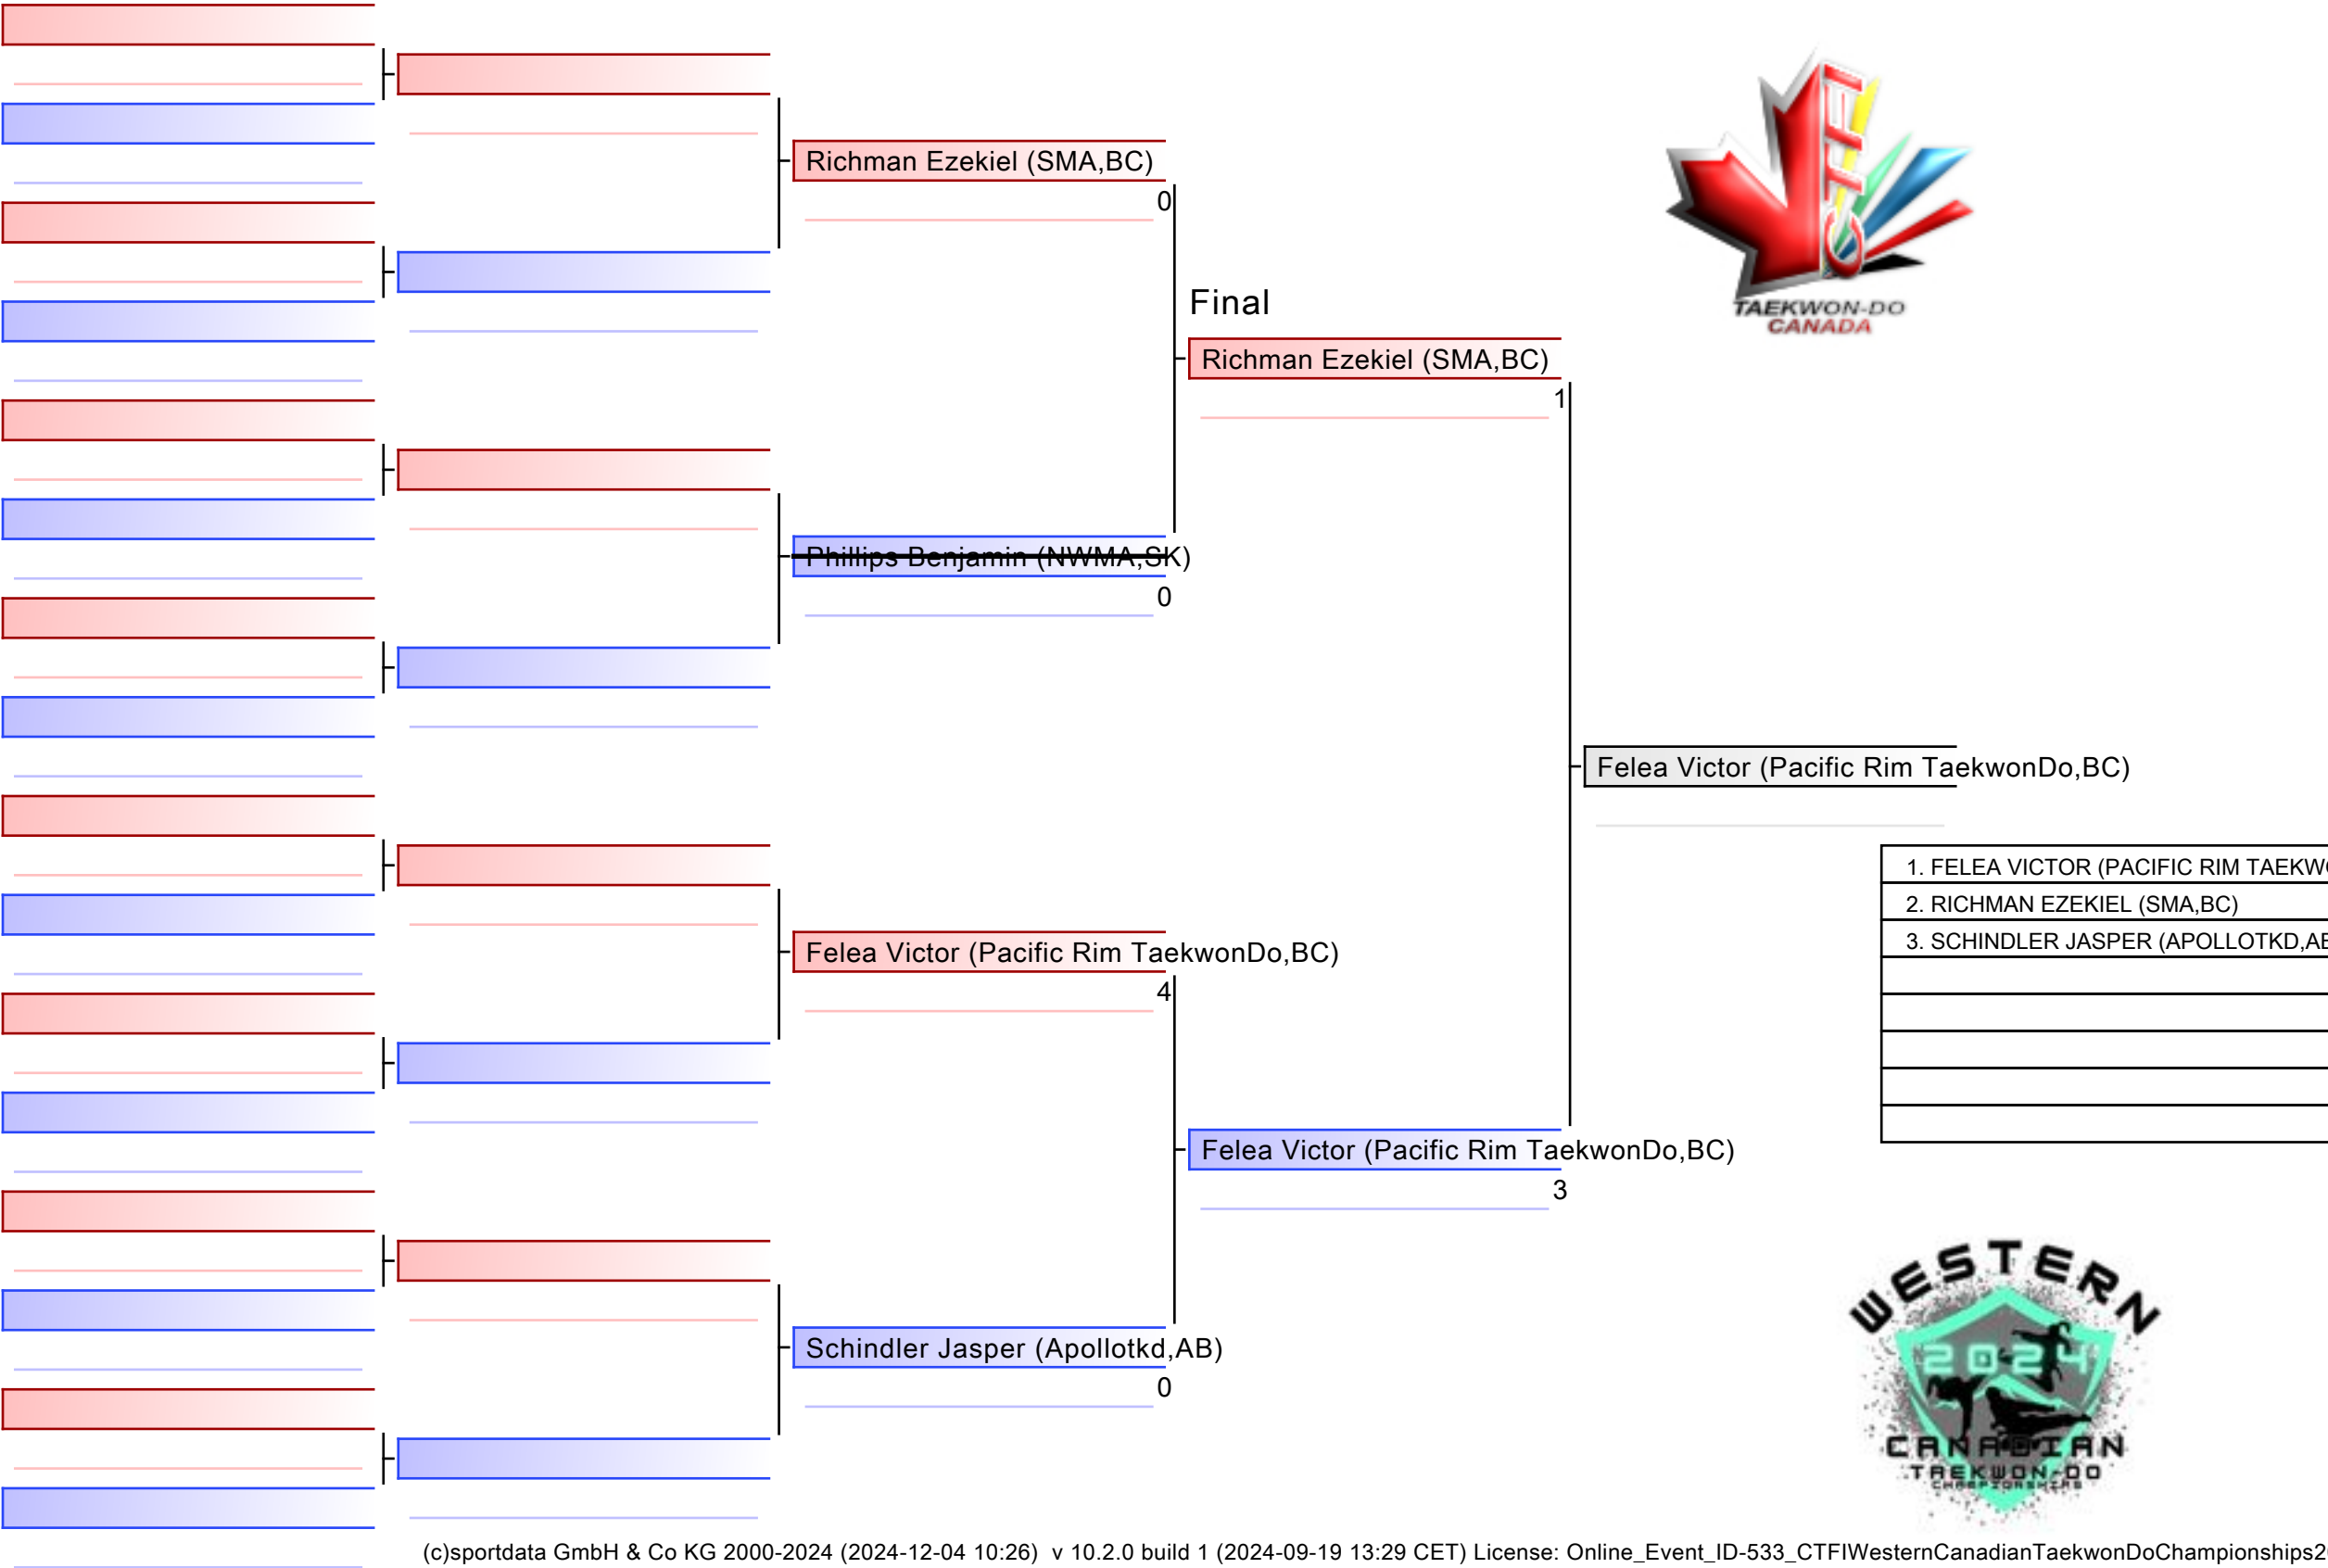 Richman Ezekiel (SMA,BC)
0
Final
Richman Ezekiel (SMA,BC)
1
Phillips Benjamin (NWMA,SK)
0
Felea Victor (Pacific Rim TaekwonDo,BC)
Felea Victor (Pacific Rim TaekwonDo,BC)
4
Felea Victor (Pacific Rim TaekwonDo,BC)
3
Schindler Jasper (Apollotkd,AB)
0
1. FELEA VICTOR (PACIFIC RIM TAEKWO
2. RICHMAN EZEKIEL (SMA,BC)
3. SCHINDLER JASPER (APOLLOTKD,AB
CTFI
TAEKWON-DO
CANADA
WESTERN
2024
CANADIAN
TAEKWON-DO
CHAMPIONSHIPS
(c)sportdata GmbH & Co KG 2000-2024 (2024-12-04 10:26) v 10.2.0 build 1 (2024-09-19 13:29 CET) License: Online_Event_ID-533_CTFIWesternCanadianTaekwonDoChampionships2